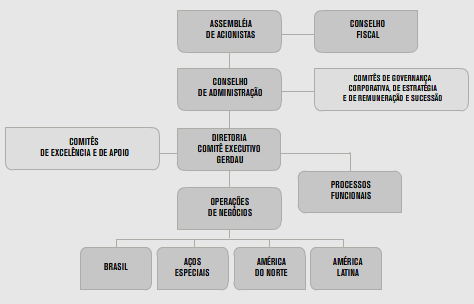 ASSEMBLÉIA
DE ACIONISTAS
CONSELHO
FISCAL
CONSELHO
DE ADMINISTRAÇÃO
COMITÊS DE GOVERNANÇA
CORPORATIVA, DE ESTRATÉGIA
E DE REMUNERAÇÃO E SUCESSÃO
COMITÊS
DE EXCELÊNCIA E DE APOIO
DIRETORIA
COMITÊ EXECUTIVO
GERDAU
PROCESSOS
FUNCIONAIS
OPERAÇÕES
DE NEGÓCIOS
BRASIL
AÇOS
ESPECIAIS
AMÉRICA
DO NORTE
AMÉRICA
LATINA